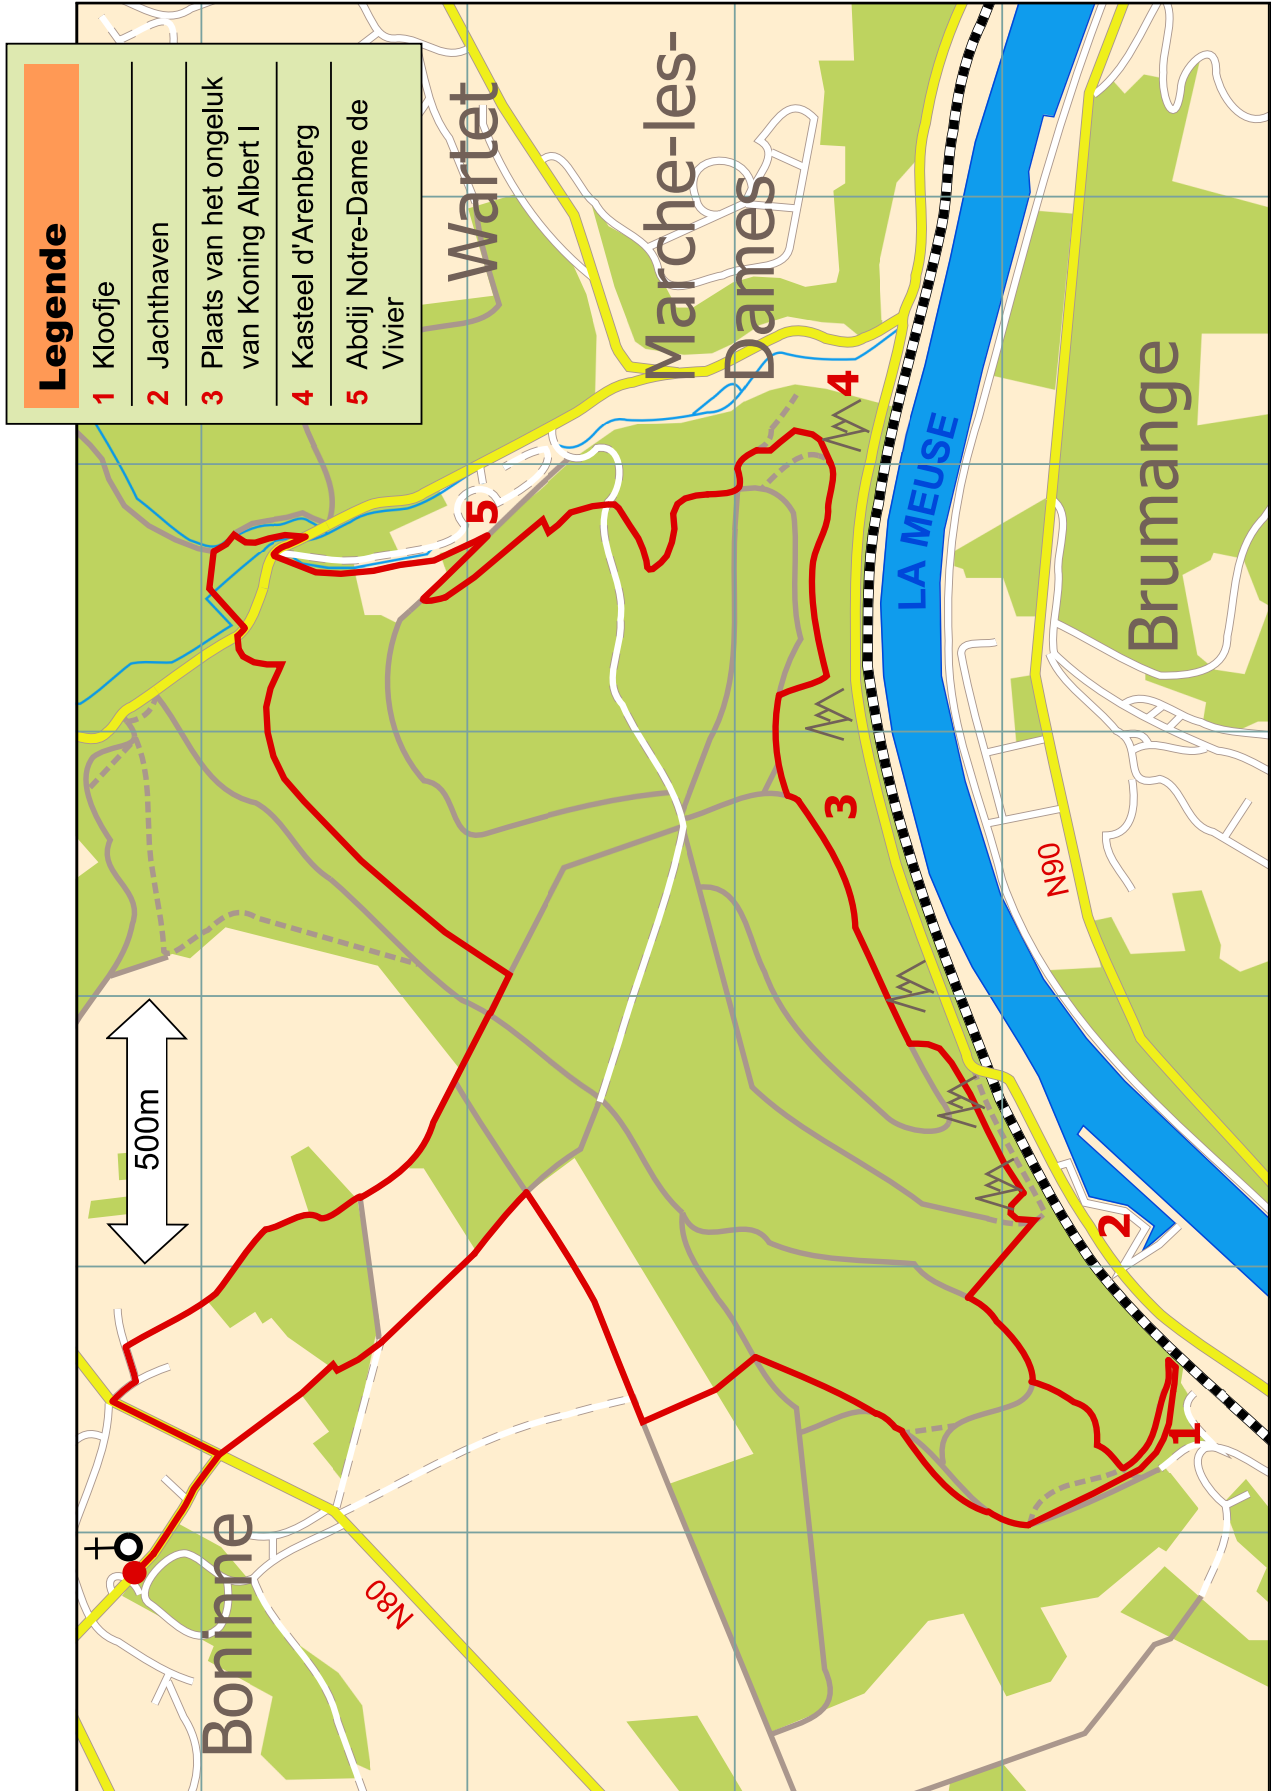 Legende
1 Kloofje
2 Jachthaven
3 Plaats van het ongeluk
van Koning Albert I
4 Kasteel d'Arenberg
5 Abdij Notre-Dame de
Vivier
Wartet
Marche-les-
Dames
Brumange
Boninne
LA MEUSE
N90
N80
500m
1
2
3
4
5